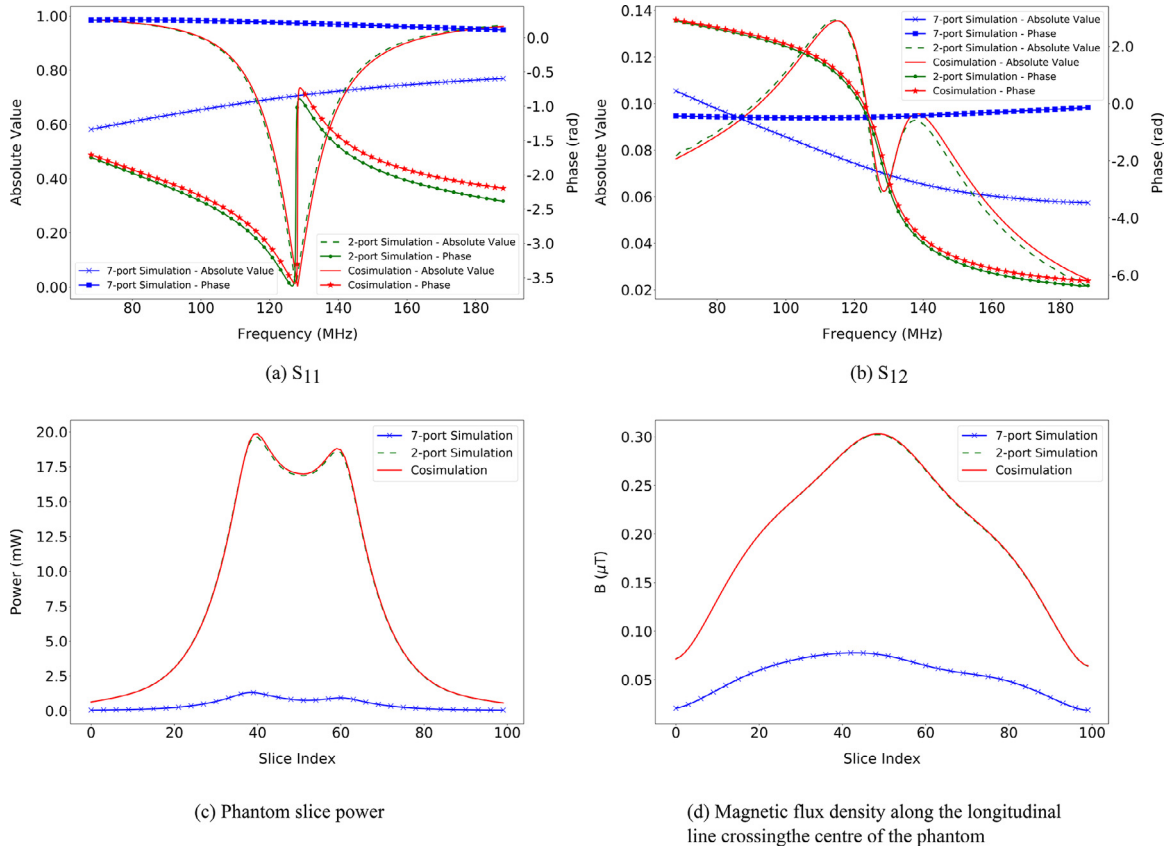 1.00
0.80
0.60
0.40
0.20
0.00
Absolute Value
80 100 120 140 160 180
Frequency (MHz)
0.0
-0.5
-1.0
-1.5
-2.0
-2.5
-3.0
-3.5
Phase (rad)
7-port Simulation - Absolute Value
7-port Simulation - Phase
2-port Simulation - Absolute Value
2-port Simulation - Phase
Cosimulation - Absolute Value
Cosimulation - Phase
(a) S11
0.14
0.12
0.10
0.08
0.06
0.04
0.02
Absolute Value
80 100 120 140 160 180
Frequency (MHz)
2.0
0.0
-2.0
-4.0
-6.0
Phase (rad)
7-port Simulation - Absolute Value
7-port Simulation - Phase
2-port Simulation - Absolute Value
Cosimulation - Absolute Value
2-port Simulation - Phase
Cosimulation - Phase
(b) S12
20.0
17.5
15.0
12.5
10.0
7.5
5.0
2.5
0.0
Power (mW)
0 20 40 60 80 100
Slice Index
7-port Simulation
2-port Simulation
Cosimulation
(c) Phantom slice power
0.30
0.25
0.20
0.15
0.10
0.05
B (μT)
0 20 40 60 80 100
Slice Index
7-port Simulation
2-port Simulation
Cosimulation
(d) Magnetic flux density along the longitudinal
line crossingthe centre of the phantom